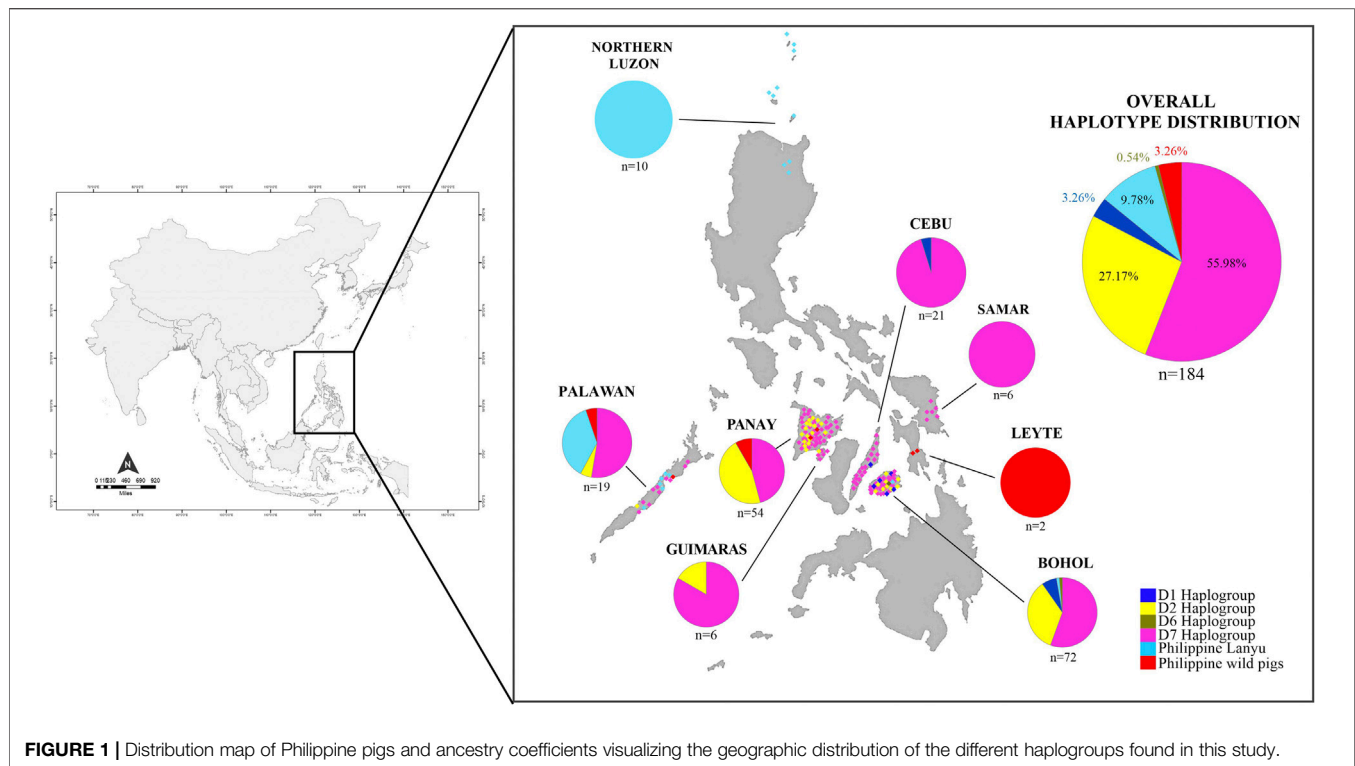 NORTHERN
LUZON
n=10
OVERALL
HAPLOTYPE DISTRIBUTION
0.54%
3.26%
3.26%
9.78%
27.17%
55.98%
n=184
CEBU
n=21
SAMAR
n=6
PALAWAN
n=19
PANAY
n=54
LEYTE
n=2
GUIMARAS
n=6
BOHOL
n=72
D1 Haplogroup
D2 Haplogroup
D6 Haplogroup
D7 Haplogroup
Philippine Lanyu
Philippine wild pigs
N
460
690
920
Miles
FIGURE 1 | Distribution map of Philippine pigs and ancestry coefficients visualizing the geographic distribution of the different haplogroups found in this study.